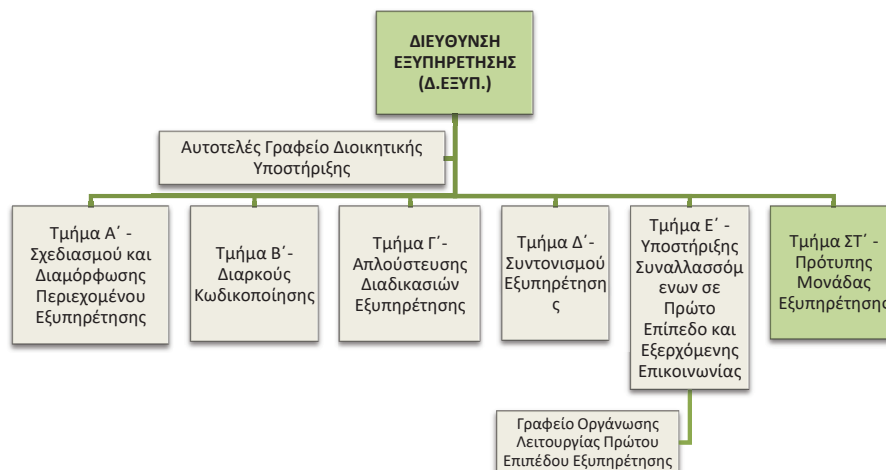 ΔΙΕΥΘΥΝΣΗ
ΕΞΥΠΗΡΕΤΗΣΗΣ
(Δ.ΕΞΥΠ.)
Αυτοτελές Γραφείο Διοικητικής
Υποστήριξης
Τμήμα Α΄ -
Σχεδιασμού και
Διαμόρφωσης
Περιεχομένου
Εξυπηρέτησης
Τμήμα Β΄-
Διαρκούς
Κωδικοποίησης
Τμήμα Γ΄-
Απλούστευσης
Διαδικασιών
Εξυπηρέτησης
Τμήμα Δ΄-
Συντονισμού
Εξυπηρέτηση
ς
Τμήμα Ε΄ -
Υποστήριξης
Συναλλασσόμ
ενων σε
Πρώτο
Επίπεδο και
Εξερχόμενης
Επικοινωνίας
Τμήμα ΣΤ΄ -
Πρότυπης
Μονάδας
Εξυπηρέτησης
Γραφείο Οργάνωσης
Λειτουργίας Πρώτου
Επιπέδου Εξυπηρέτησης